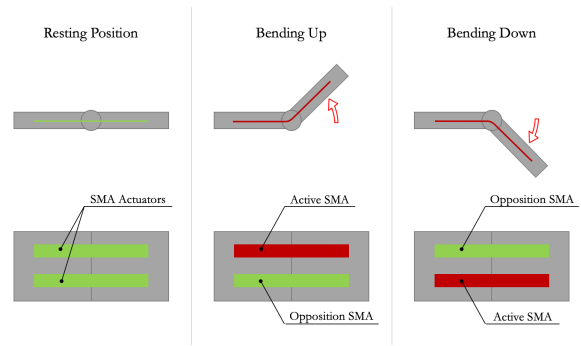 Resting Position
Bending Up
Bending Down
SMA Actuators
Active SMA
Opposition SMA
Opposition SMA
Active SMA